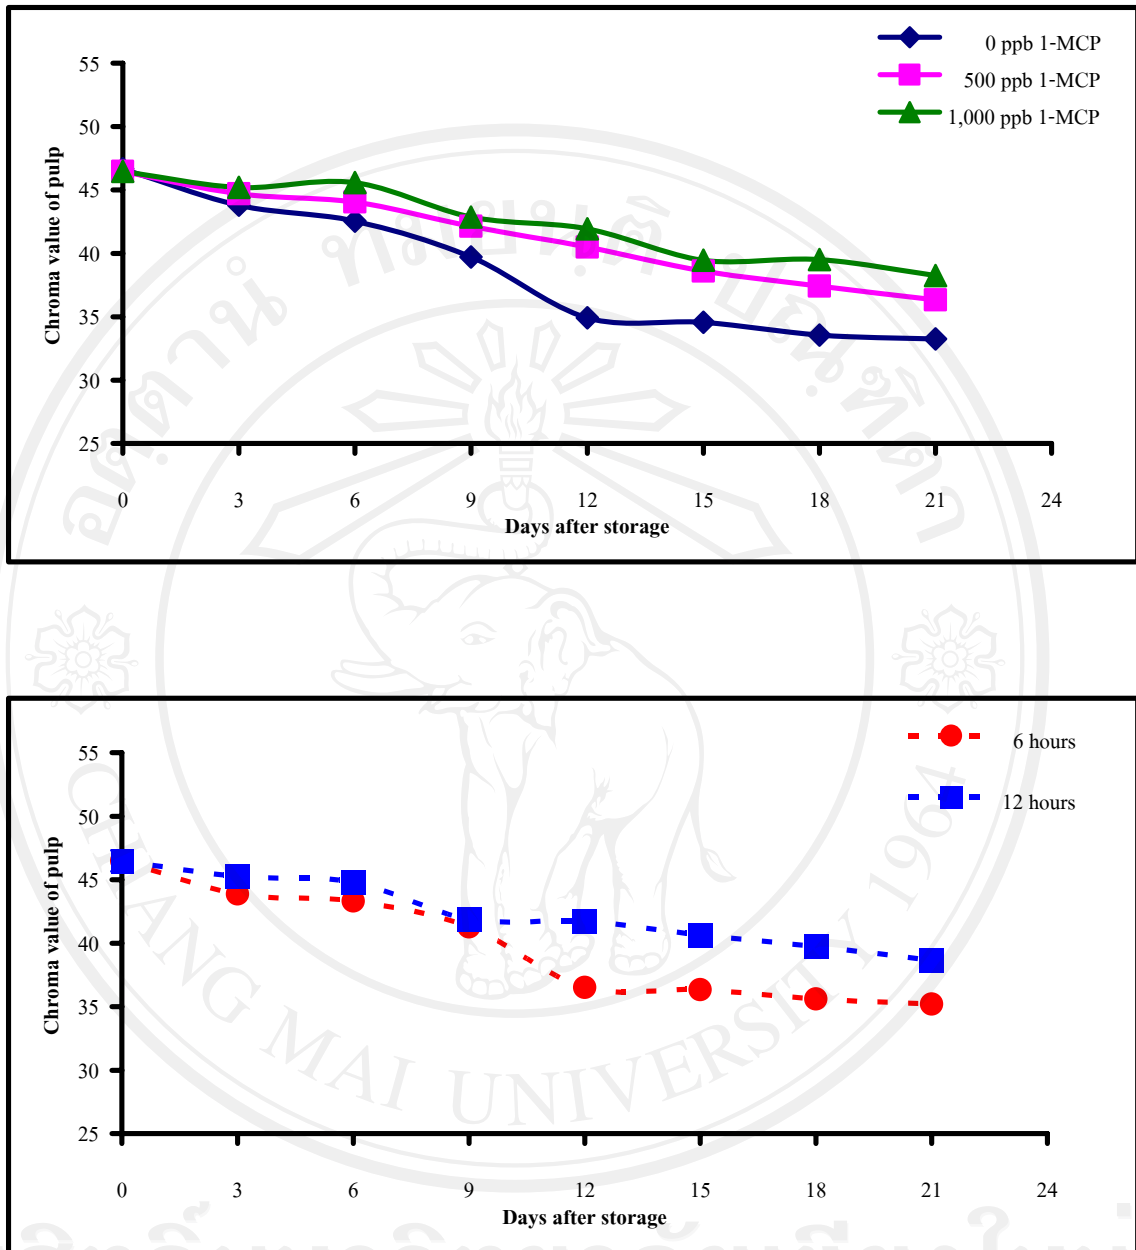 0 ppb 1-MCP
500 ppb 1-MCP
1,000 ppb 1-MCP
Chroma value of pulp
55
50
45
40
35
30
25
0 3 6 9 12 15 18 21 24
Days after storage
6 hours
12 hours
Chroma value of pulp
55
50
45
40
35
30
25
0 3 6 9 12 15 18 21 24
Days after storage
CHIANG MAI UNIVERSITY 1964